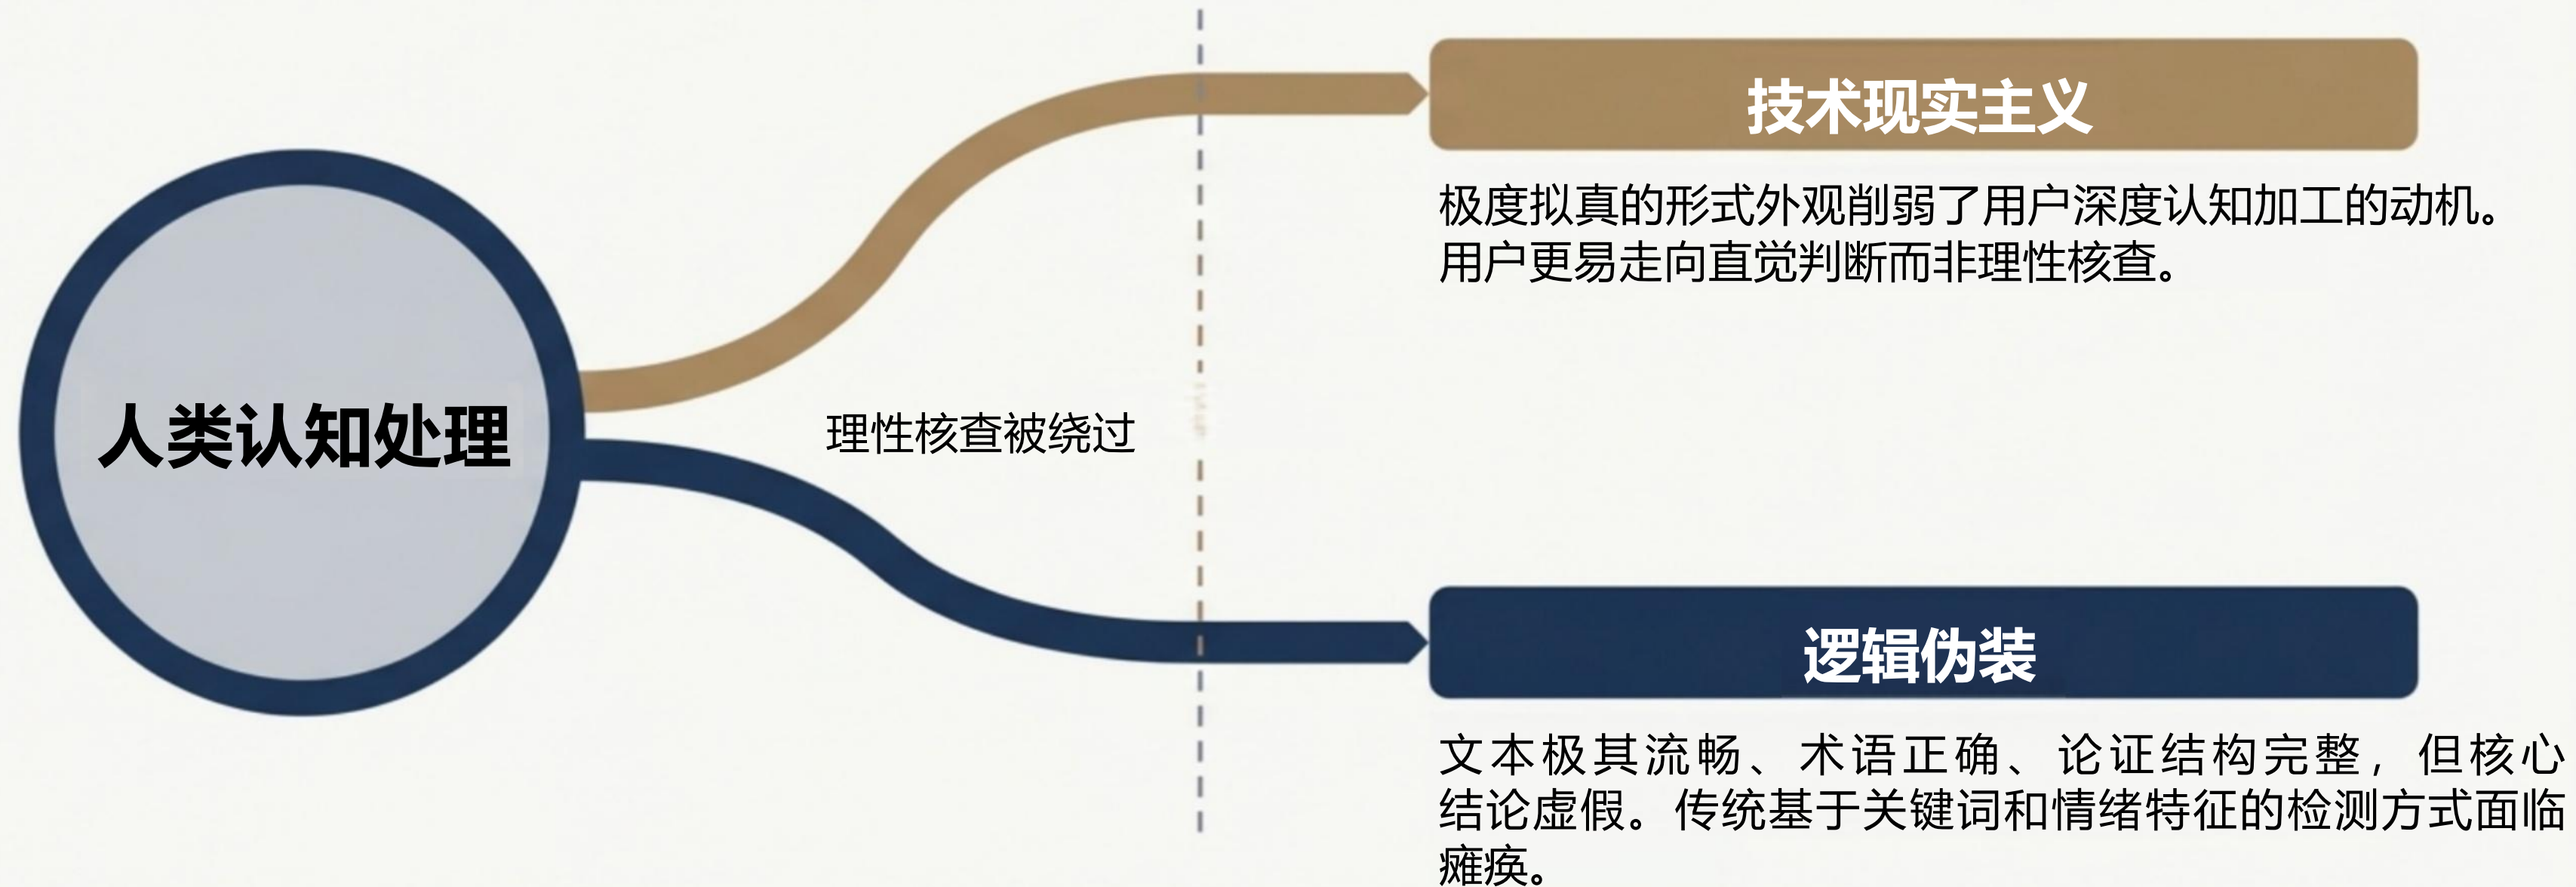 技术现实主义
极度拟真的形式外观削弱了用户深度认知加工的动机。
用户更易走向直觉判断而非理性核查。
人类认知处理
理性核查被绕过
逻辑伪装
文本极其流畅、术语正确、论证结构完整，但核心
结论虚假。传统基于关键词和情绪特征的检测方式面临
瘫痪。